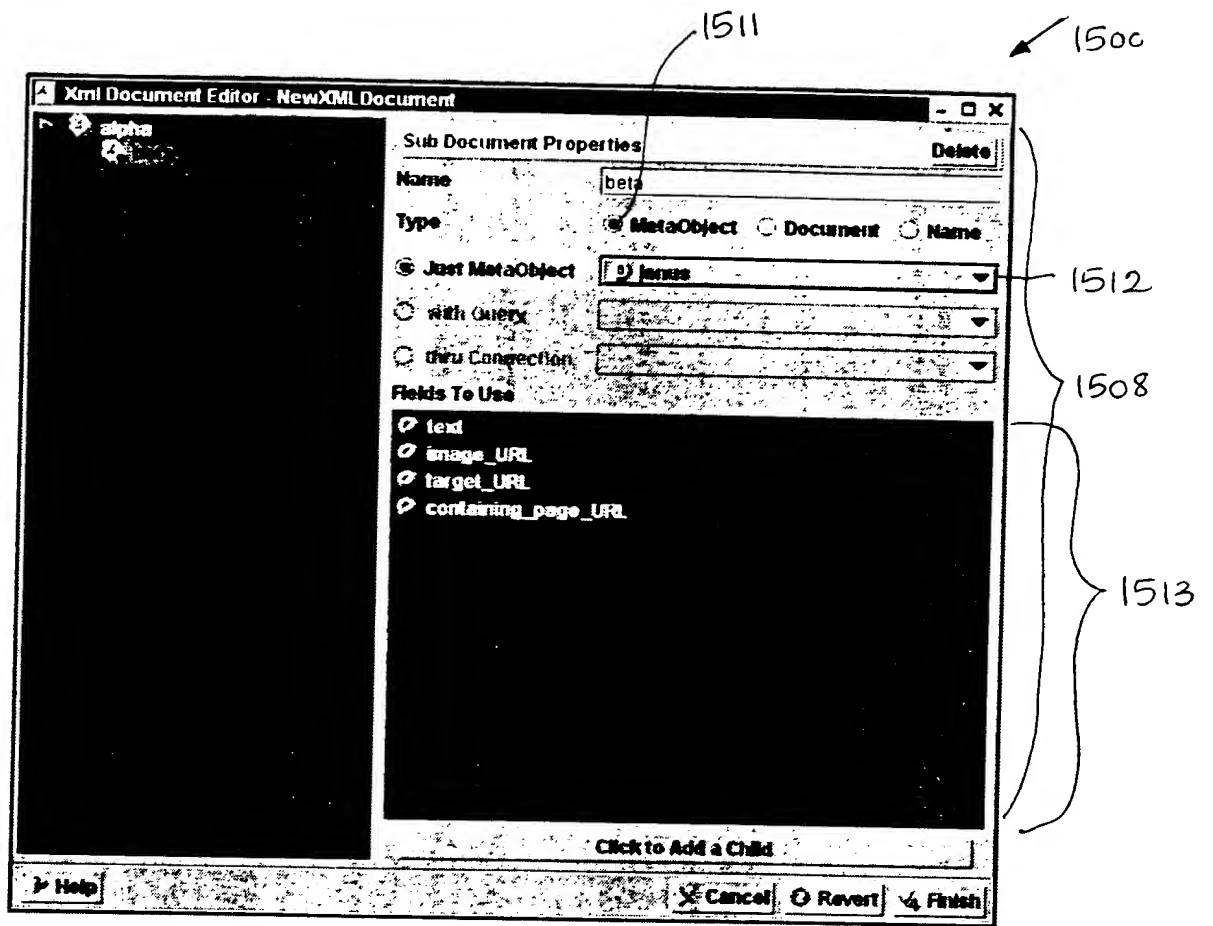 1511
1500
Xml Document Editor - NewXMLDocument
alpha
Sub Document Properties
Delete
Name
beta
Type
MetaObject
Document
Name
Just MetaObject
janus
1512
with Query
thru Connection
1508
Fields To Use
text
image_URL
target_URL
containing_page_URL
1513
Click to Add a Child
Help
Cancel
Revert
Finish